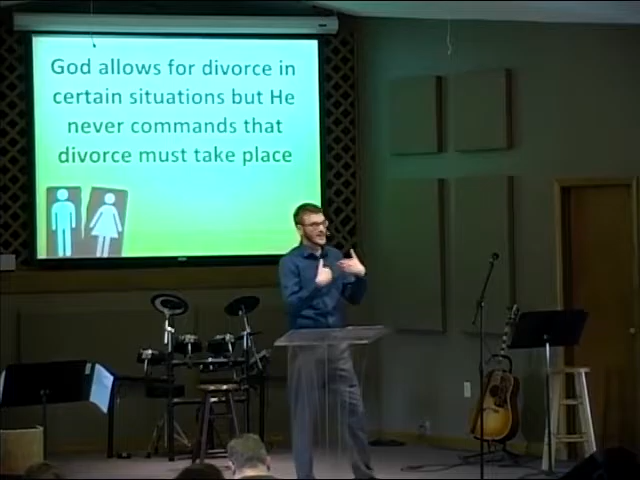 God allows for divorce in
certain situations but He
never commands that
divorce must take place